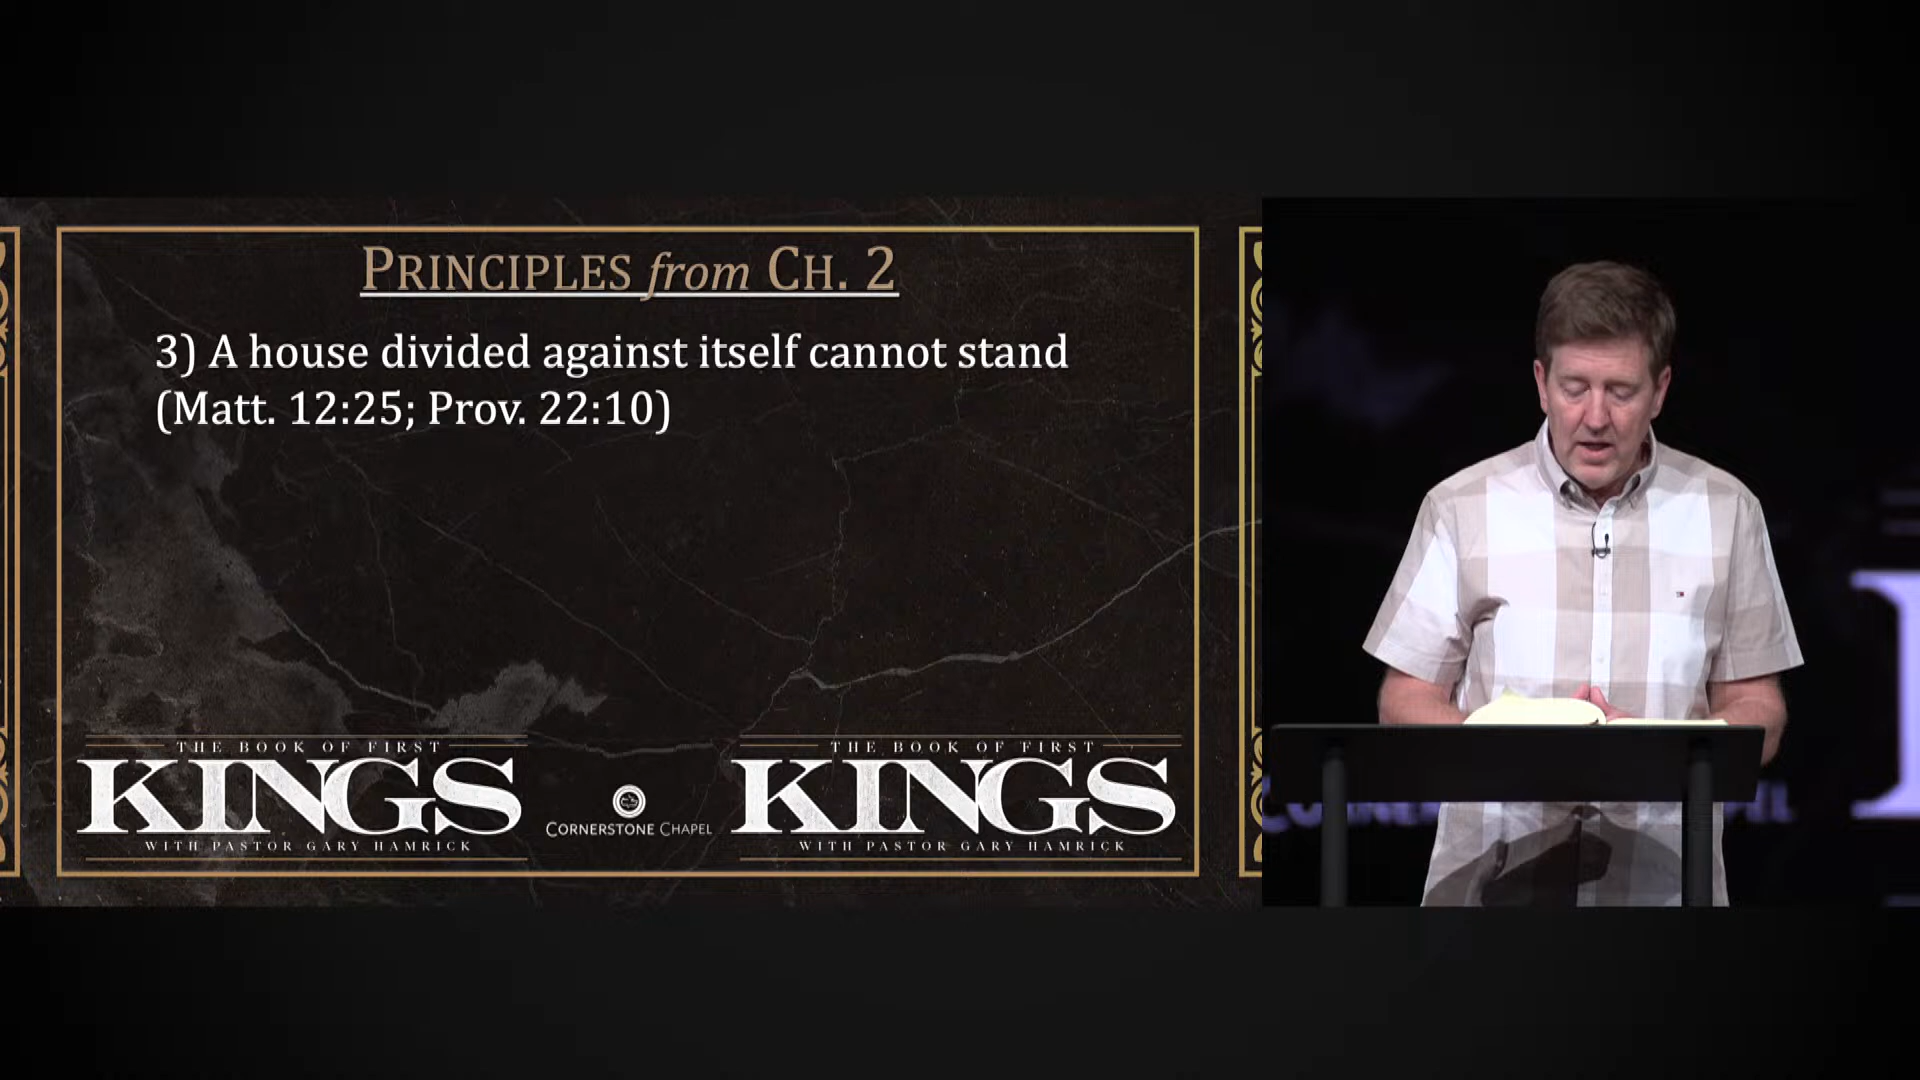 PRINCIPLES from CH. 2
3) A house divided against itself cannot stand
(Matt. 12:25; Prov. 22:10)
THE BOOK OF FIRST
KINGS
WITH PASTOR GARY HAMRICK
CORNERSTONE CHAPEL
THE BOOK OF FIRST
KINGS
WITH PASTOR GARY HAMRICK